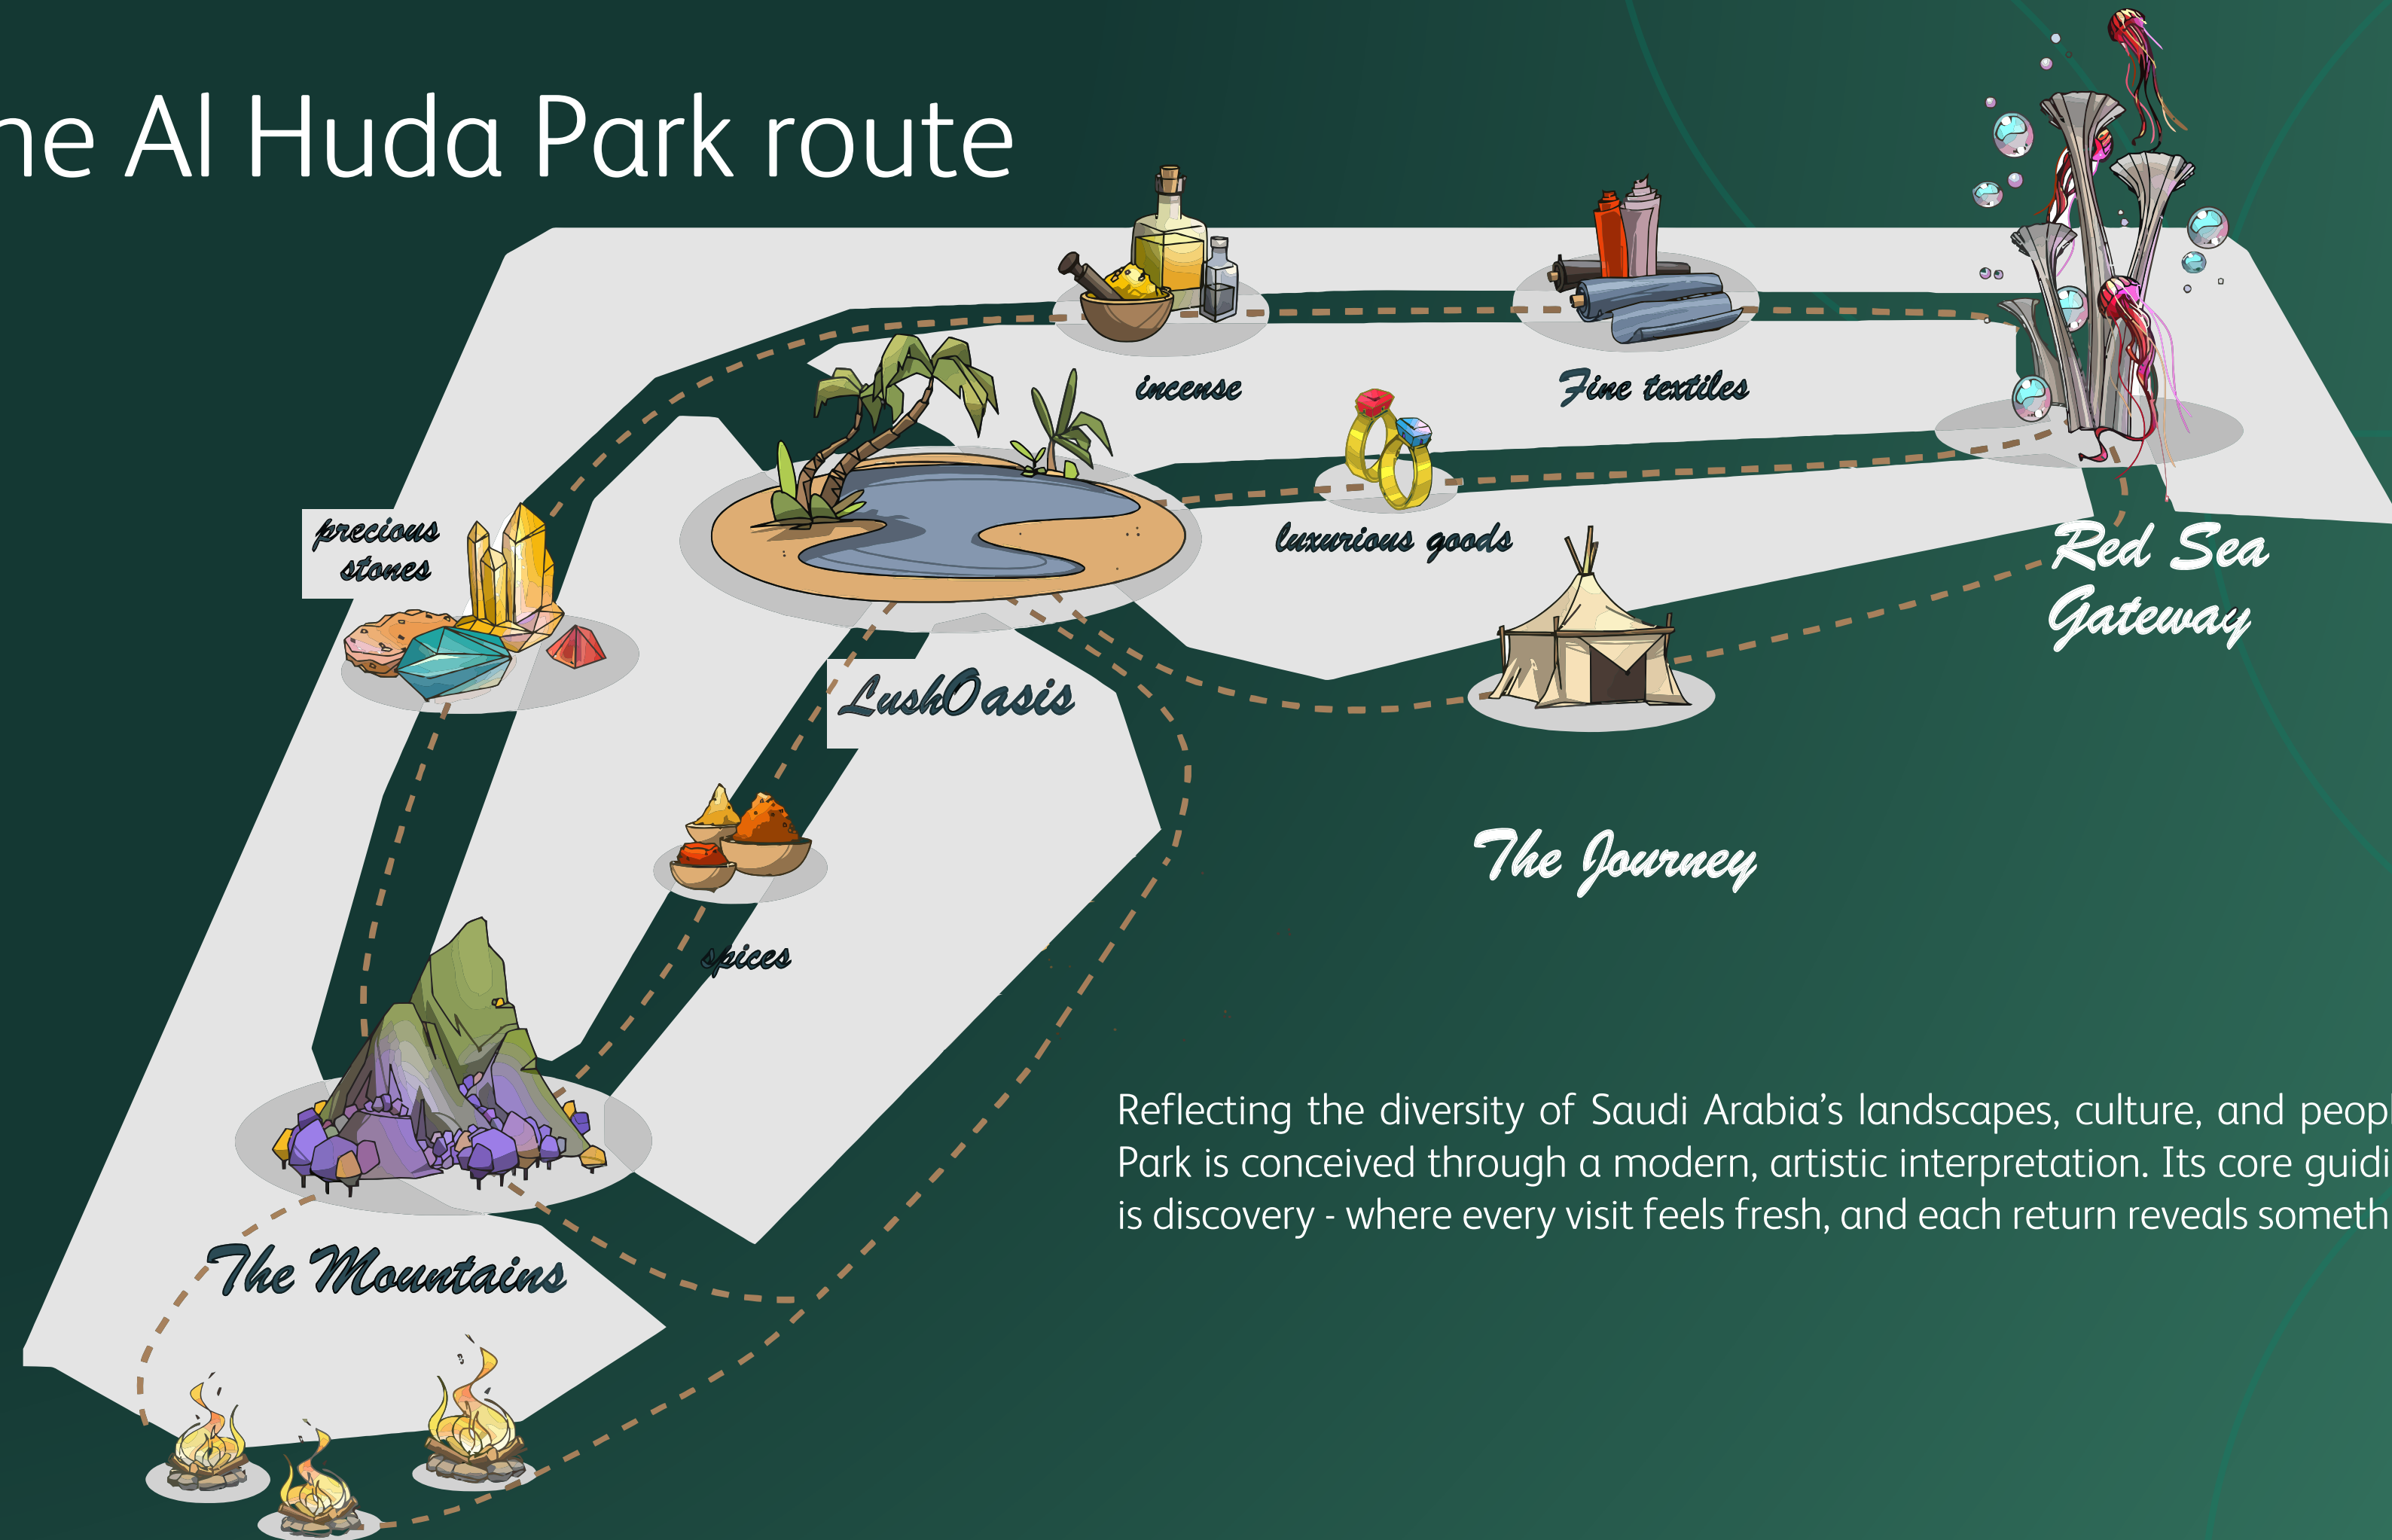 he Al Huda Park route
incense
Fine textiles
luxurious goods
precious
stones
Red Sea
Gateway
LushOasis
The Journey
spices
Reflecting the diversity of Saudi Arabia’s landscapes, culture, and peopl
Park is conceived through a modern, artistic interpretation. Its core guidi
is discovery - where every visit feels fresh, and each return reveals someth
The Mountains